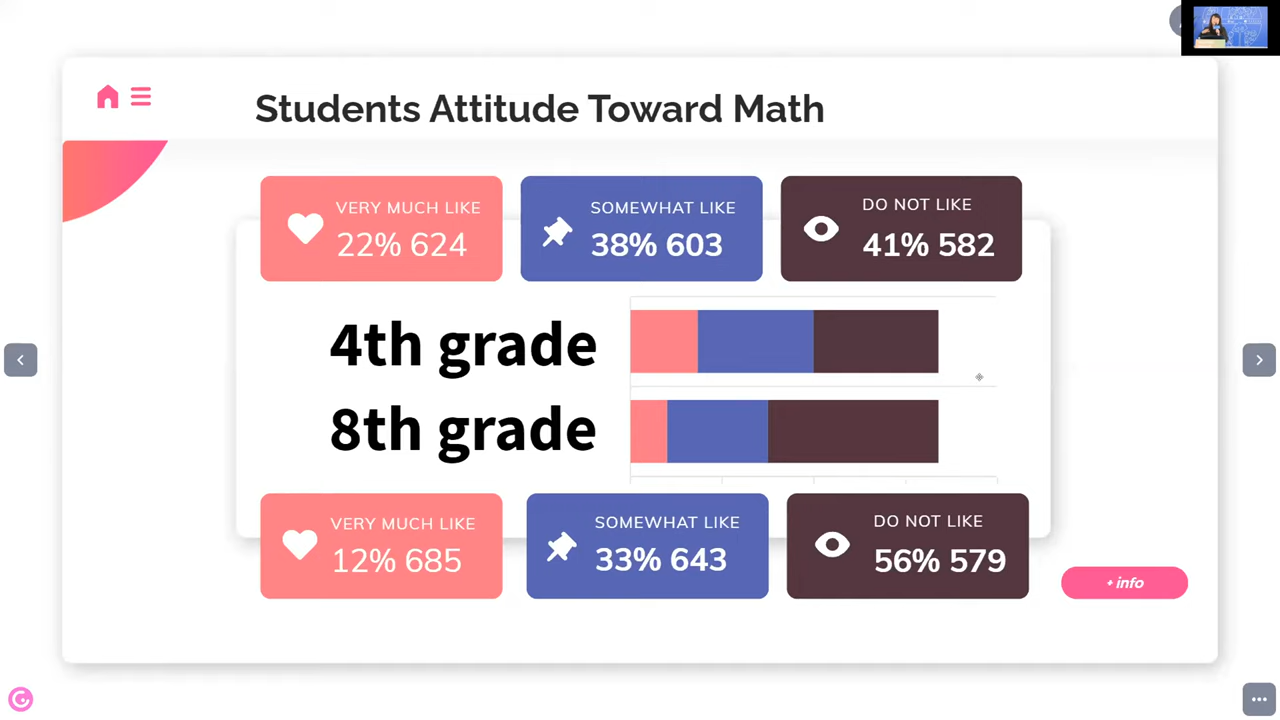 Students Attitude Toward Math
VERY MUCH LIKE
22% 624
SOMEWHAT LIKE
38% 603
DO NOT LIKE
41% 582
4th grade
8th grade
VERY MUCH LIKE
12% 685
SOMEWHAT LIKE
33% 643
DO NOT LIKE
56% 579
+ info